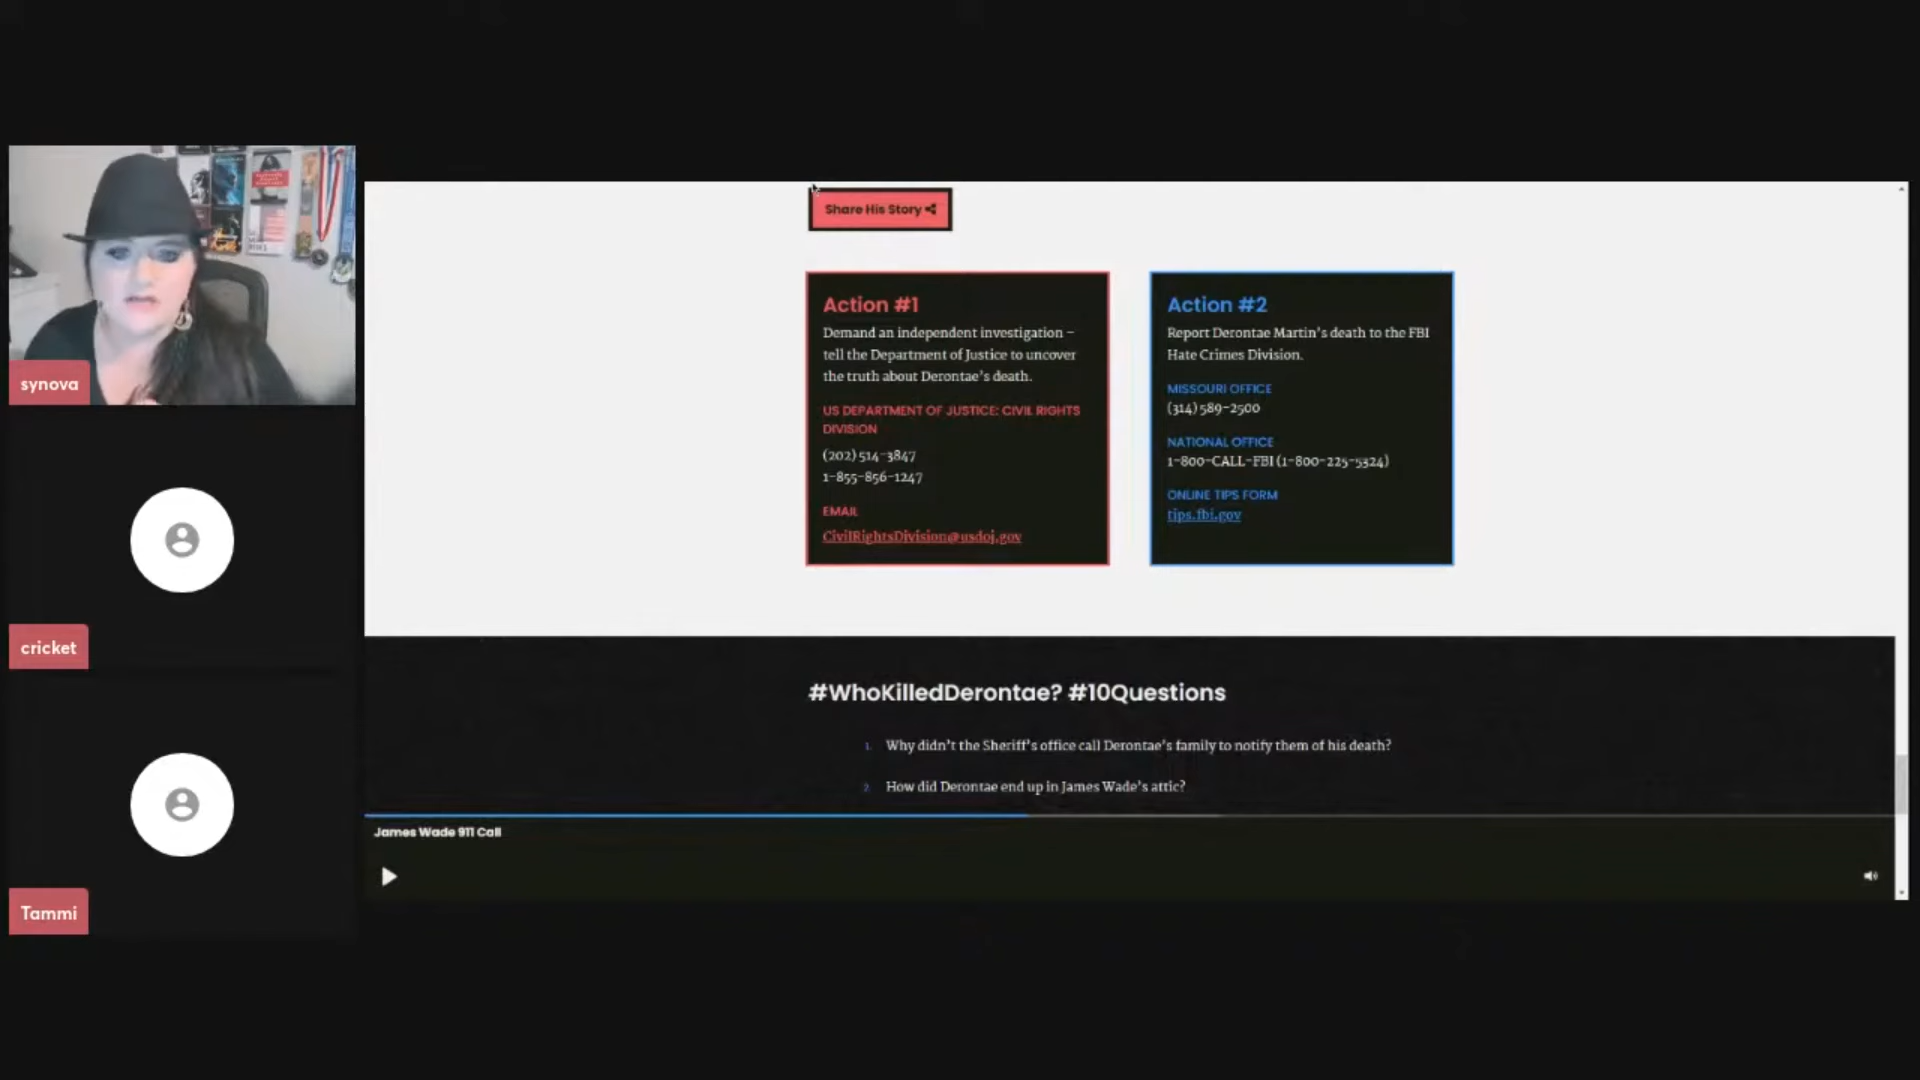 synova
cricket
Tammi
Share His Story
Action #1
Demand an independent investigation –
tell the Department of Justice to uncover
the truth about Derontae's death.
US DEPARTMENT OF JUSTICE: CIVIL RIGHTS
DIVISION
(202) 514-3847
1-855-856-1247
EMAIL
CivilRightsDivision@usdoj.gov
Action #2
Report Derontae Martin's death to the FBI
Hate Crimes Division.
MISSOURI OFFICE
(314) 589-2500
NATIONAL OFFICE
1-800-CALL-FBI (1-800-225-5324)
ONLINE TIPS FORM
tips.fbi.gov
#WhoKilledDerontae? #10Questions
1. Why didn't the Sheriff's office call Derontae's family to notify them of his death?
2. How did Derontae end up in James Wade's attic?
James Wade 911 Call